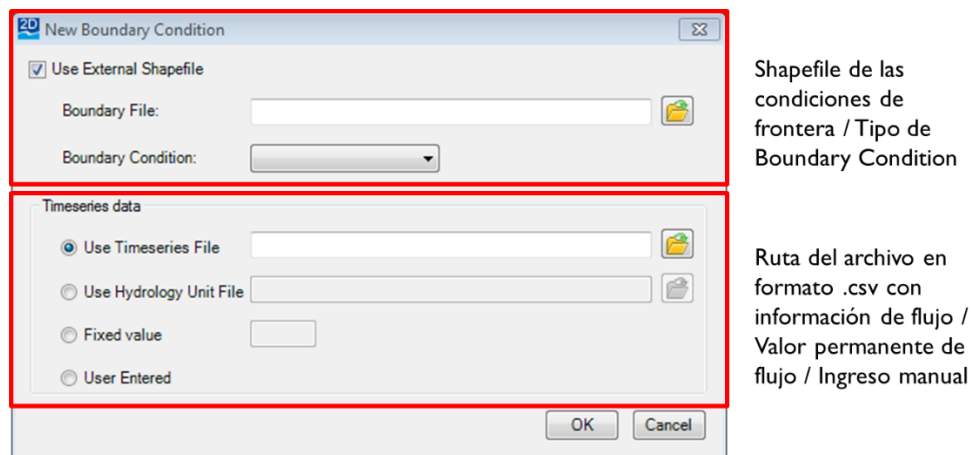 2D New Boundary Condition
Use External Shapefile
Boundary File:
Boundary Condition:
Shapefile de las
condiciones de
frontera / Tipo de
Boundary Condition
Timeseries data
Use Timeseries File
Use Hydrology Unit File
Fixed value
User Entered
OK Cancel
Ruta del archivo en
formato .csv con
información de flujo /
Valor permanente de
flujo / Ingreso manual